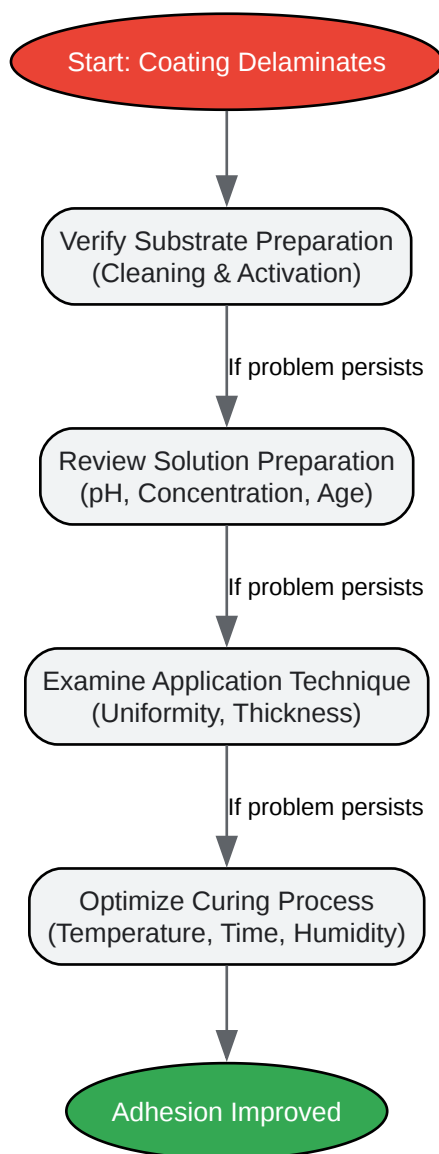 Start: Coating Delaminates
Verify Substrate Preparation
(Cleaning & Activation)
If problem persists
Review Solution Preparation
(pH, Concentration, Age)
If problem persists
Examine Application Technique
(Uniformity, Thickness)
If problem persists
Optimize Curing Process
(Temperature, Time, Humidity)
Adhesion Improved